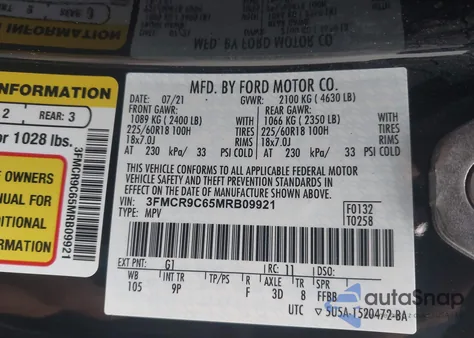 MFD. BY FORD MOTOR CO.
DATE: 07/21 GVWR: 2100 KG ( 4630 LB)
FRONT GAWR: REAR GAWR:
1089 KG ( 2400 LB) WITH 1066 KG ( 2350 LB) WITH
225/60R18 100H TIRES 225/60R18 100H TIRES
18x7.0J RIMS 18x7.0J RIMS
AT 230 kPa/ 33 PSI COLD AT 230 kPa/ 33 PSI COLD
THIS VEHICLE CONFORMS TO ALL APPLICABLE FEDERAL MOTOR
VEHICLE SAFETY AND THEFT PREVENTION STANDARDS IN EFFECT
ON THE DATE OF MANUFACTURE SHOWN ABOVE.
VIN: 3FMCR9C65MRB09921
TYPE: MPV
F0132
T0258
EXT PNT: G1 RC: 11 DSO:
WB INT TR TP/PS R AXLE TR SPR
105 9P F 3D 8 FFBB
UTC 5U5A-1520472-BA
INFORMATION
2 REAR: 3
or 1028 lbs.
T OWNERS
ANUAL FOR
DITIONAL
ORMATION
3FMCR9C65MRB09921
MFD. BY FORD MOTOR
autoSnap